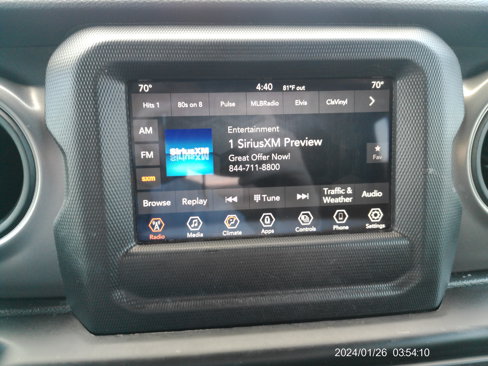 70° 4:40 81°F out 70°
Hits 1 80s on 8 Pulse MLBRadio Elvis ClsVinyl
AM
FM
sxm
SiriusXM
Entertainment
1 SiriusXM Preview
Great Offer Now!
844-711-8800
Fav
Browse Replay Tune Traffic & Weather Audio
Radio Media Climate Apps Controls Phone Settings
2024/01/26 03:54:10